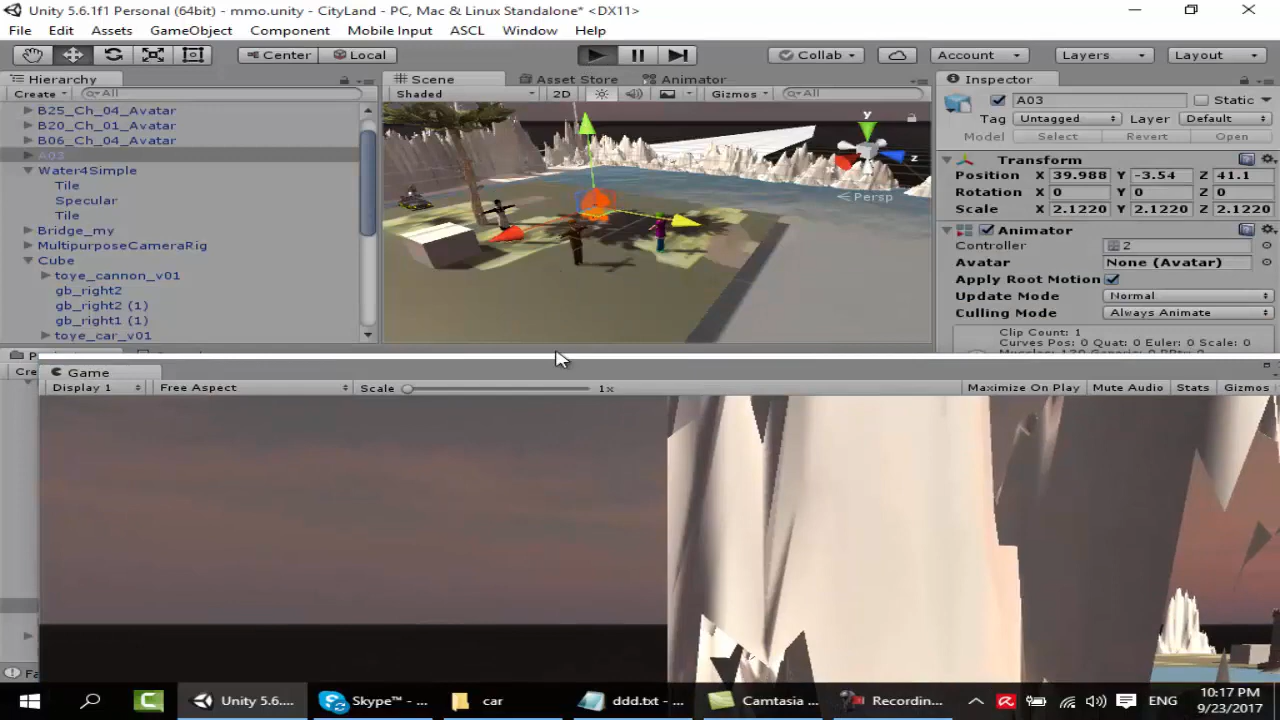 Unity 5.6.1f1 Personal (64bit) - mmo.unity - CityLand - PC, Mac & Linux Standalone* <DX11>
File Edit Assets GameObject Component Mobile Input ASCL Window Help
Center Local Collab Account Layers Layout
Hierarchy Scene Asset Store Animator Inspector
Create All Shaded 2D Gizmos All
A03 Static
B25_Ch_04_Avatar
B20_Ch_01_Avatar
B06_Ch_04_Avatar
A03
Water4Simple
Tile
Specular
Tile
Bridge_my
MultipurposeCameraRig
Cube
toye_cannon_v01
gb_right2
gb_right2 (1)
gb_right1 (1)
toye_car_v01
y
x
z
Persp
Tag Untagged Layer Default
Model Select Revert Open
Transform
Position X 39.988 Y -3.54 Z 41.1
Rotation X 0 Y 0 Z 0
Scale X 2.1220 Y 2.1220 Z 2.1220
Animator
Controller 2
Avatar None (Avatar)
Apply Root Motion
Update Mode Normal
Culling Mode Always Animate
Clip Count: 1
Curves Pos: 0 Quat: 0 Euler: 0 Scale: 0
Cre
Game
Display 1 Free Aspect Scale 1x Maximize On Play Mute Audio Stats Gizmos
Fa
Unity 5.6.... Skype™ - ... car ddd.txt - ... Camtasia ... Recordin... ENG
10:17 PM
9/23/2017